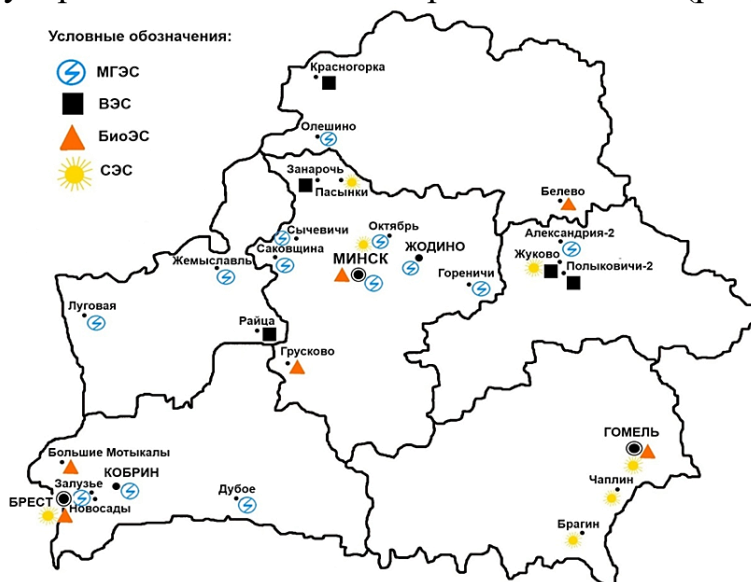 Условные обозначения:
МГЭС
ВЭС
БиоЭС
СЭС
Красногорка
Олешино
Занарочь
Пасынки
Белево
Сычевичи
Октябрь
Александрия-2
Саковщина
МИНСК
ЖОДИНО
Жуково
Полыковичи-2
Жемыславль
Гореничи
Луговая
Райца
Грусково
ГОМЕЛЬ
Большие Мотыкалы
Залузье
КОБРИН
Чаплин
БРЕСТ
Новосады
Дубое
Брагин